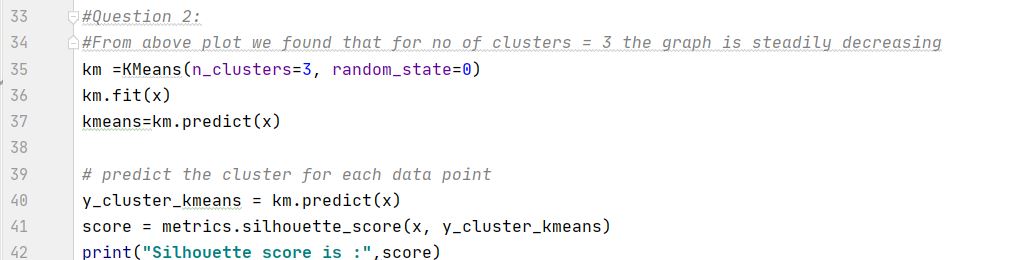 33 #Question 2:
34 #From above plot we found that for no of clusters = 3 the graph is steadily decreasing
35 km =KMeans(n_clusters=3, random_state=0)
36 km.fit(x)
37 kmeans=km.predict(x)
38
39 # predict the cluster for each data point
40 y_cluster_kmeans = km.predict(x)
41 score = metrics.silhouette_score(x, y_cluster_kmeans)
42 print("Silhouette score is :",score)